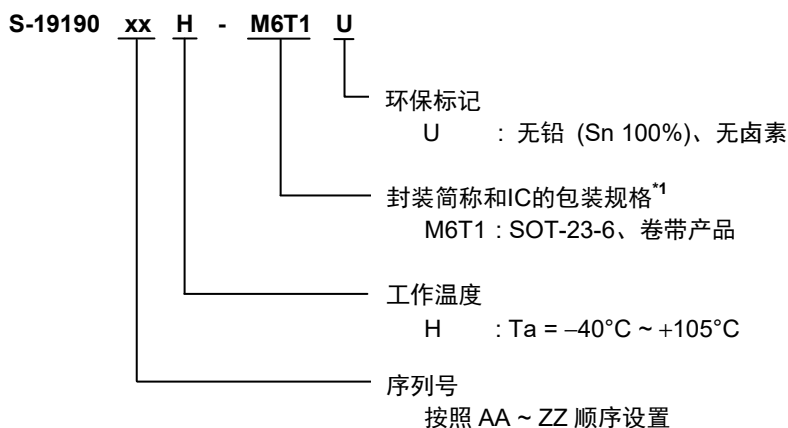 S-19190 xx H - M6T1 U
环保标记
U : 无铅 (Sn 100%)、无卤素
封装简称和IC的包装规格*1
M6T1 : SOT-23-6、卷带产品
工作温度
H : Ta = −40°C ~ +105°C
序列号
按照 AA ~ ZZ 顺序设置